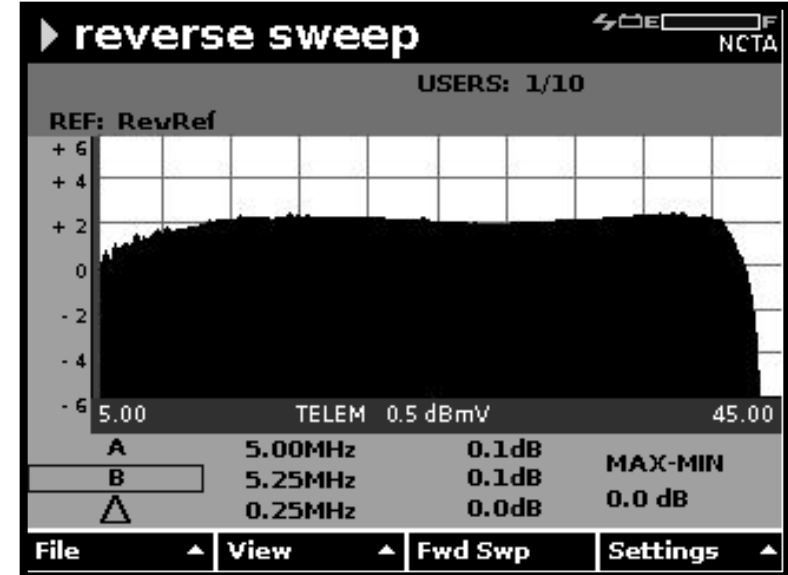 reverse sweep
E F
NCTA
USERS: 1/10
REF: RevRef
+ 6
+ 4
+ 2
0
- 2
- 4
- 6
5.00 TELEM 0.5 dBmV 45.00
A 5.00MHz 0.1dB
B 5.25MHz 0.1dB
MAX-MIN
Δ 0.25MHz 0.0dB
0.0 dB
File View Fwd Swp Settings